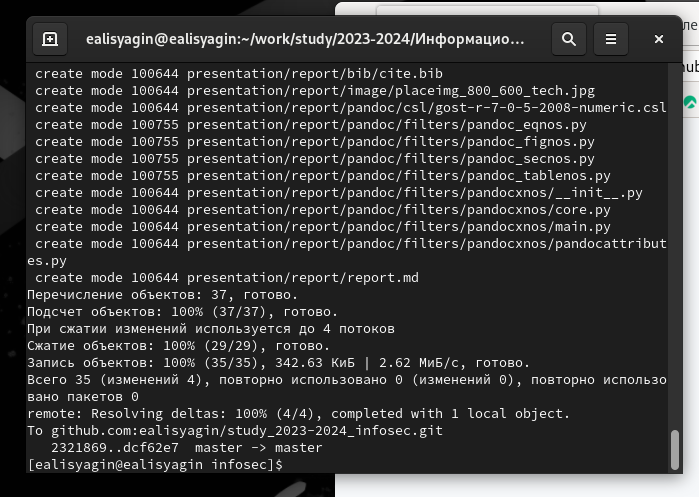 ealisyagin@ealisyagin:~/work/study/2023-2024/Информацио...
create mode 100644 presentation/report/bib/cite.bib
create mode 100644 presentation/report/image/placeimg_800_600_tech.jpg
create mode 100644 presentation/report/pandoc/csl/gost-r-7-0-5-2008-numeric.csl
create mode 100755 presentation/report/pandoc/filters/pandoc_eqnos.py
create mode 100755 presentation/report/pandoc/filters/pandoc_fignos.py
create mode 100755 presentation/report/pandoc/filters/pandoc_secnos.py
create mode 100755 presentation/report/pandoc/filters/pandoc_tablenos.py
create mode 100644 presentation/report/pandoc/filters/pandocxnos/__init__.py
create mode 100644 presentation/report/pandoc/filters/pandocxnos/core.py
create mode 100644 presentation/report/pandoc/filters/pandocxnos/main.py
create mode 100644 presentation/report/pandoc/filters/pandocxnos/pandocattribut
es.py
create mode 100644 presentation/report/report.md
Перечисление объектов: 37, готово.
Подсчет объектов: 100% (37/37), готово.
При сжатии изменений используется до 4 потоков
Сжатие объектов: 100% (29/29), готово.
Запись объектов: 100% (35/35), 342.63 КиБ | 2.62 МиБ/с, готово.
Всего 35 (изменений 4), повторно использовано 0 (изменений 0), повторно использо
вано пакетов 0
remote: Resolving deltas: 100% (4/4), completed with 1 local object.
To github.com:ealisyagin/study_2023-2024_infosec.git
2321869..dcf62e7  master -> master
[ealisyagin@ealisyagin infosec]$